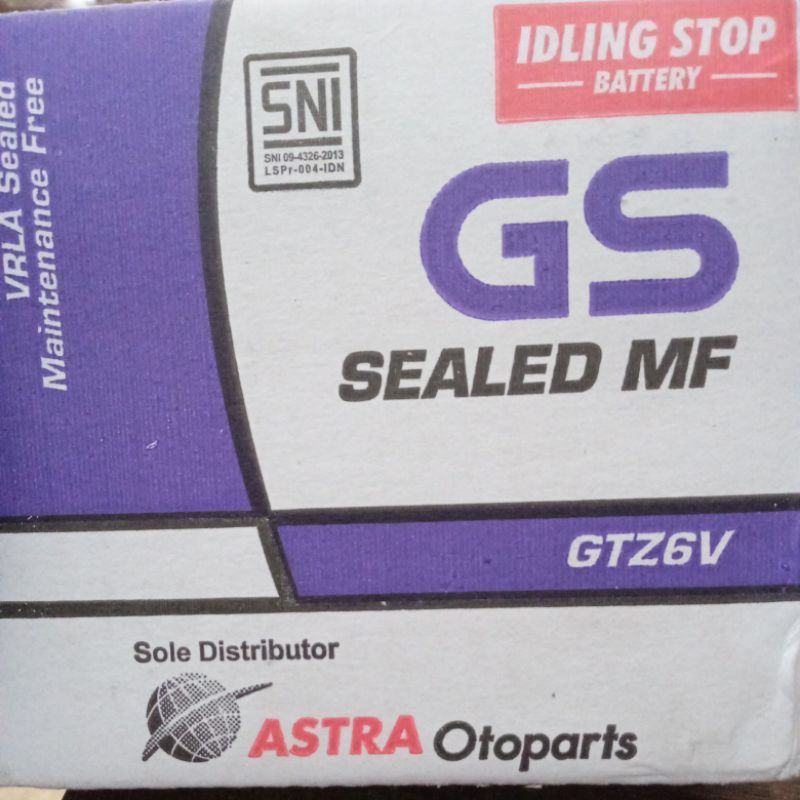 VRLA Sealed
Maintenance Free
SNI
SNI 09-4326-2013
LSPr-004-IDN
IDLING STOP
BATTERY
GS
SEALED MF
GTZ6V
Sole Distributor
ASTRA Otoparts